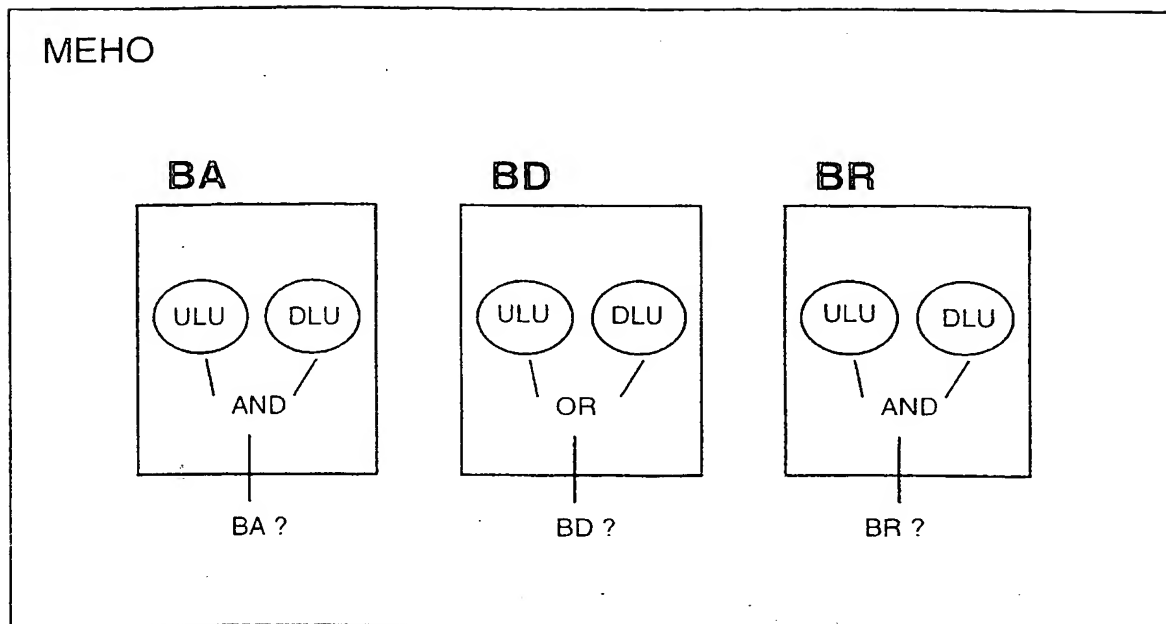 MEHO
BA BD BR
ULU DLU ULU DLU ULU DLU
AND OR AND
BA ? BD ? BR ?